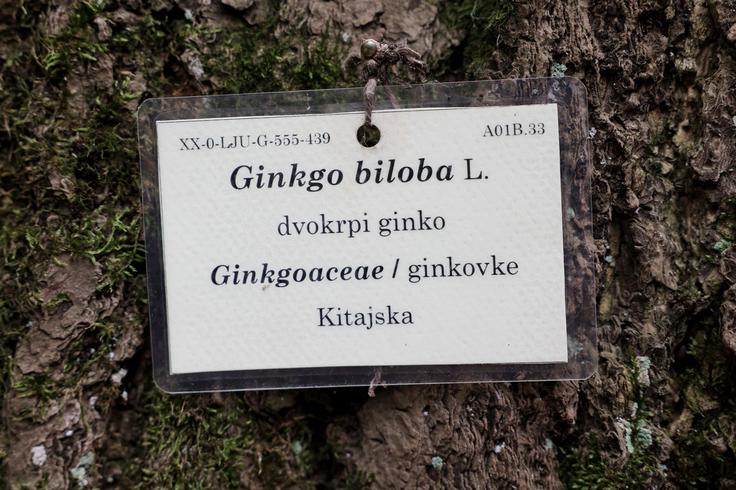 XX-0-LJU-G-555-439 A01B.33
Ginkgo biloba L.
dvokrpi ginko
Ginkgoaceae / ginkovke
Kitajska